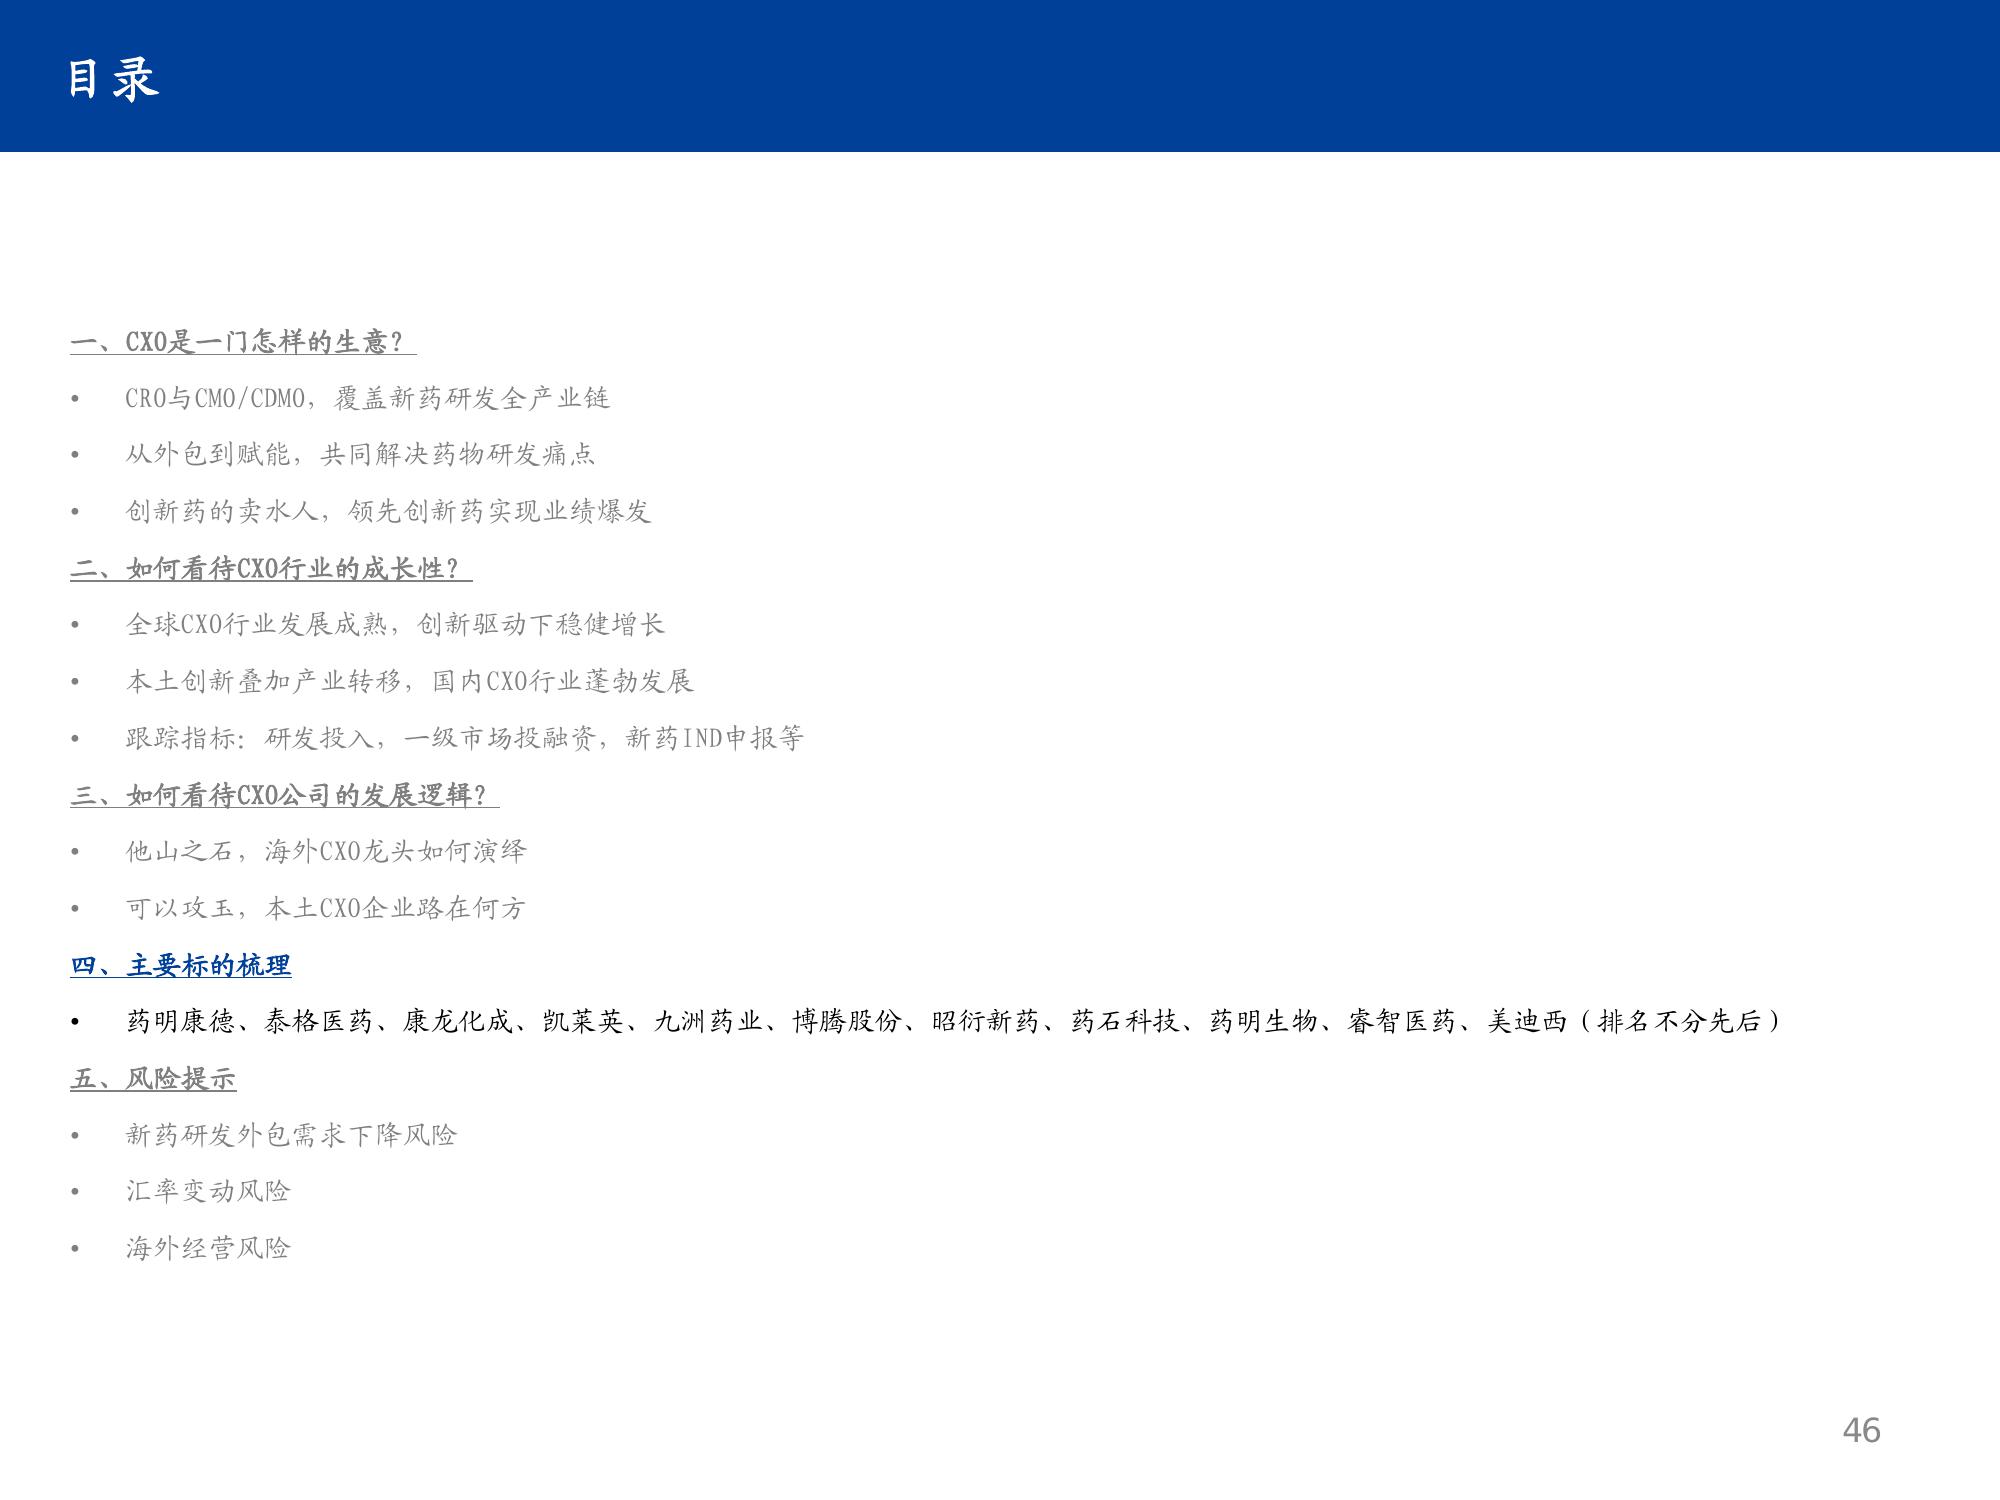 目录
一、CXO是一门怎样的生意？
• CRO与CMO/CDMO，覆盖新药研发全产业链
• 从外包到赋能，共同解决药物研发痛点
• 创新药的卖水人，领先创新药实现业绩爆发
二、如何看待CXO行业的成长性？
• 全球CXO行业发展成熟，创新驱动下稳健增长
• 本土创新叠加产业转移，国内CXO行业蓬勃发展
• 跟踪指标：研发投入，一级市场投融资，新药IND申报等
三、如何看待CXO公司的发展逻辑？
• 他山之石，海外CXO龙头如何演绎
• 可以攻玉，本土CXO企业路在何方
四、主要标的梳理
• 药明康德、泰格医药、康龙化成、凯莱英、九洲药业、博腾股份、昭衍新药、药石科技、药明生物、睿智医药、美迪西（排名不分先后）
五、风险提示
• 新药研发外包需求下降风险
• 汇率变动风险
• 海外经营风险
46